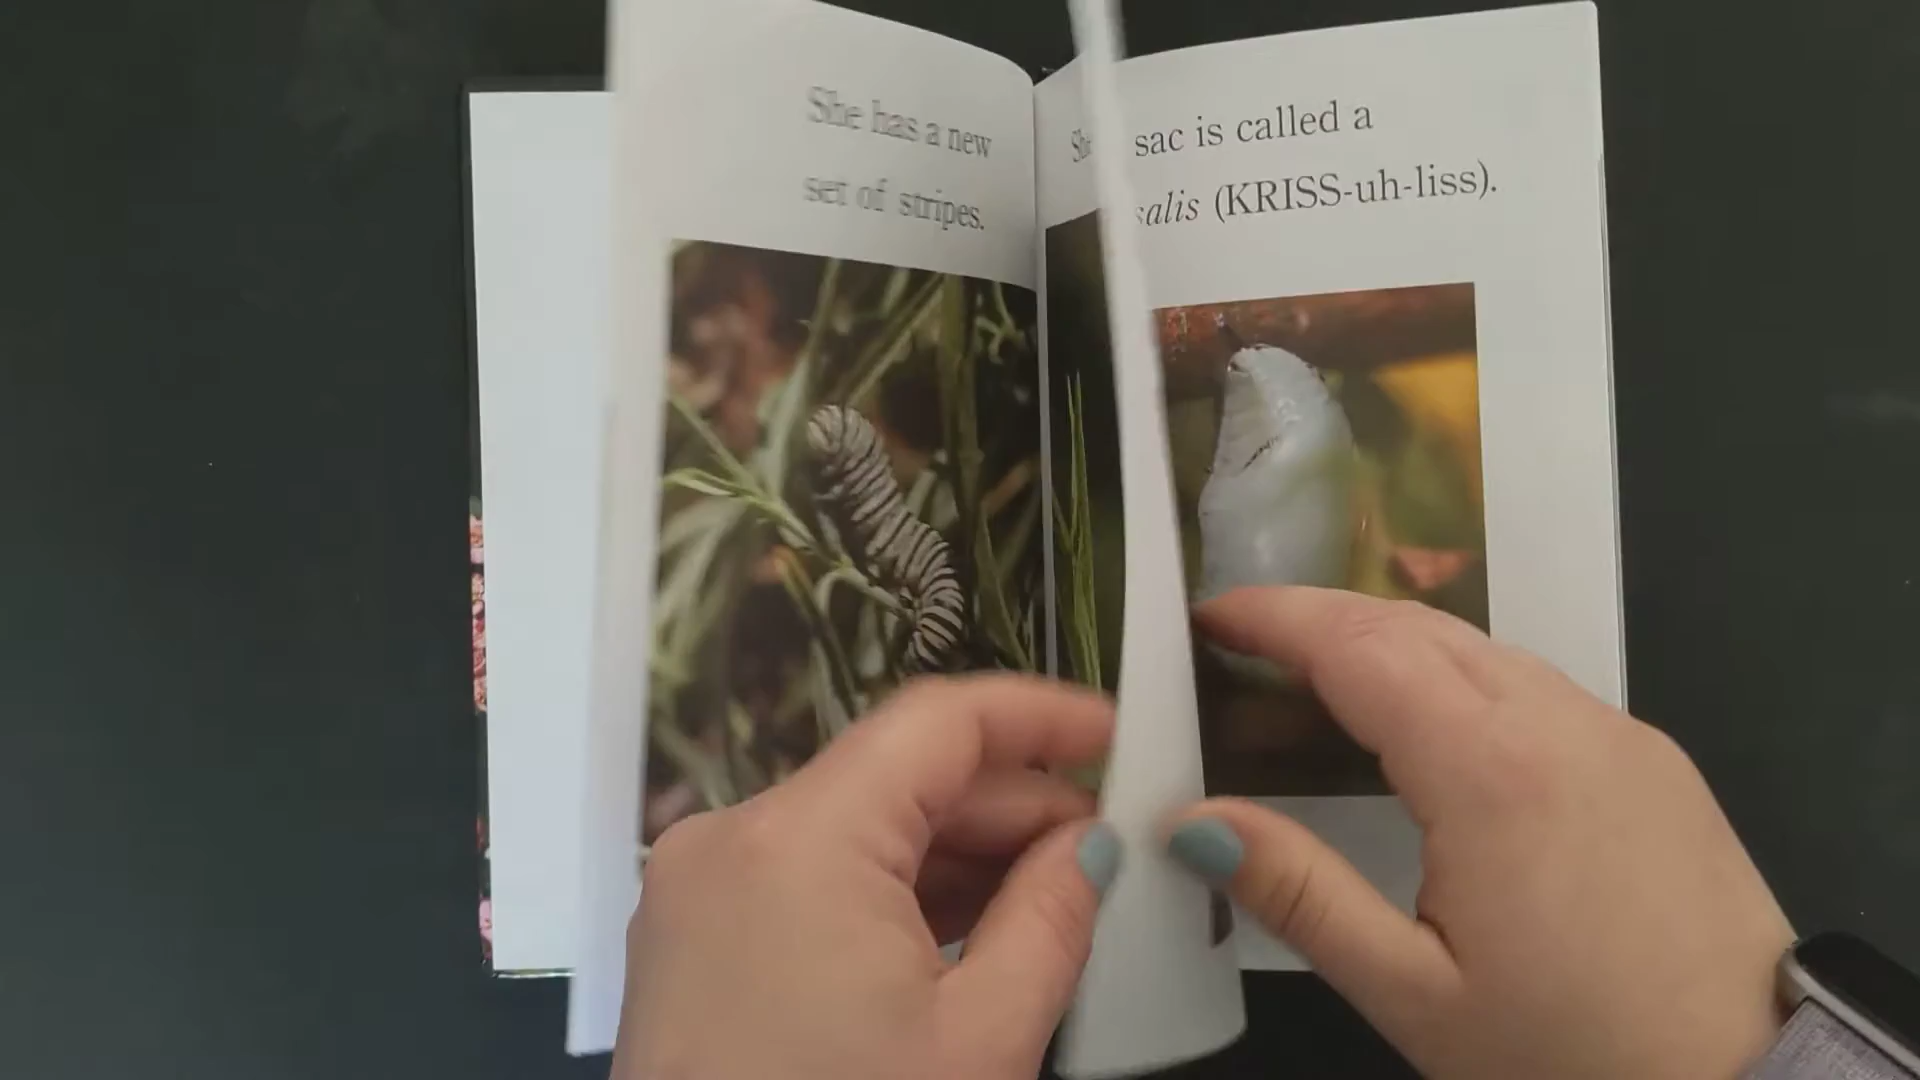 She has a new
set of stripes.
sac is called a
salis (KRISS-uh-liss).